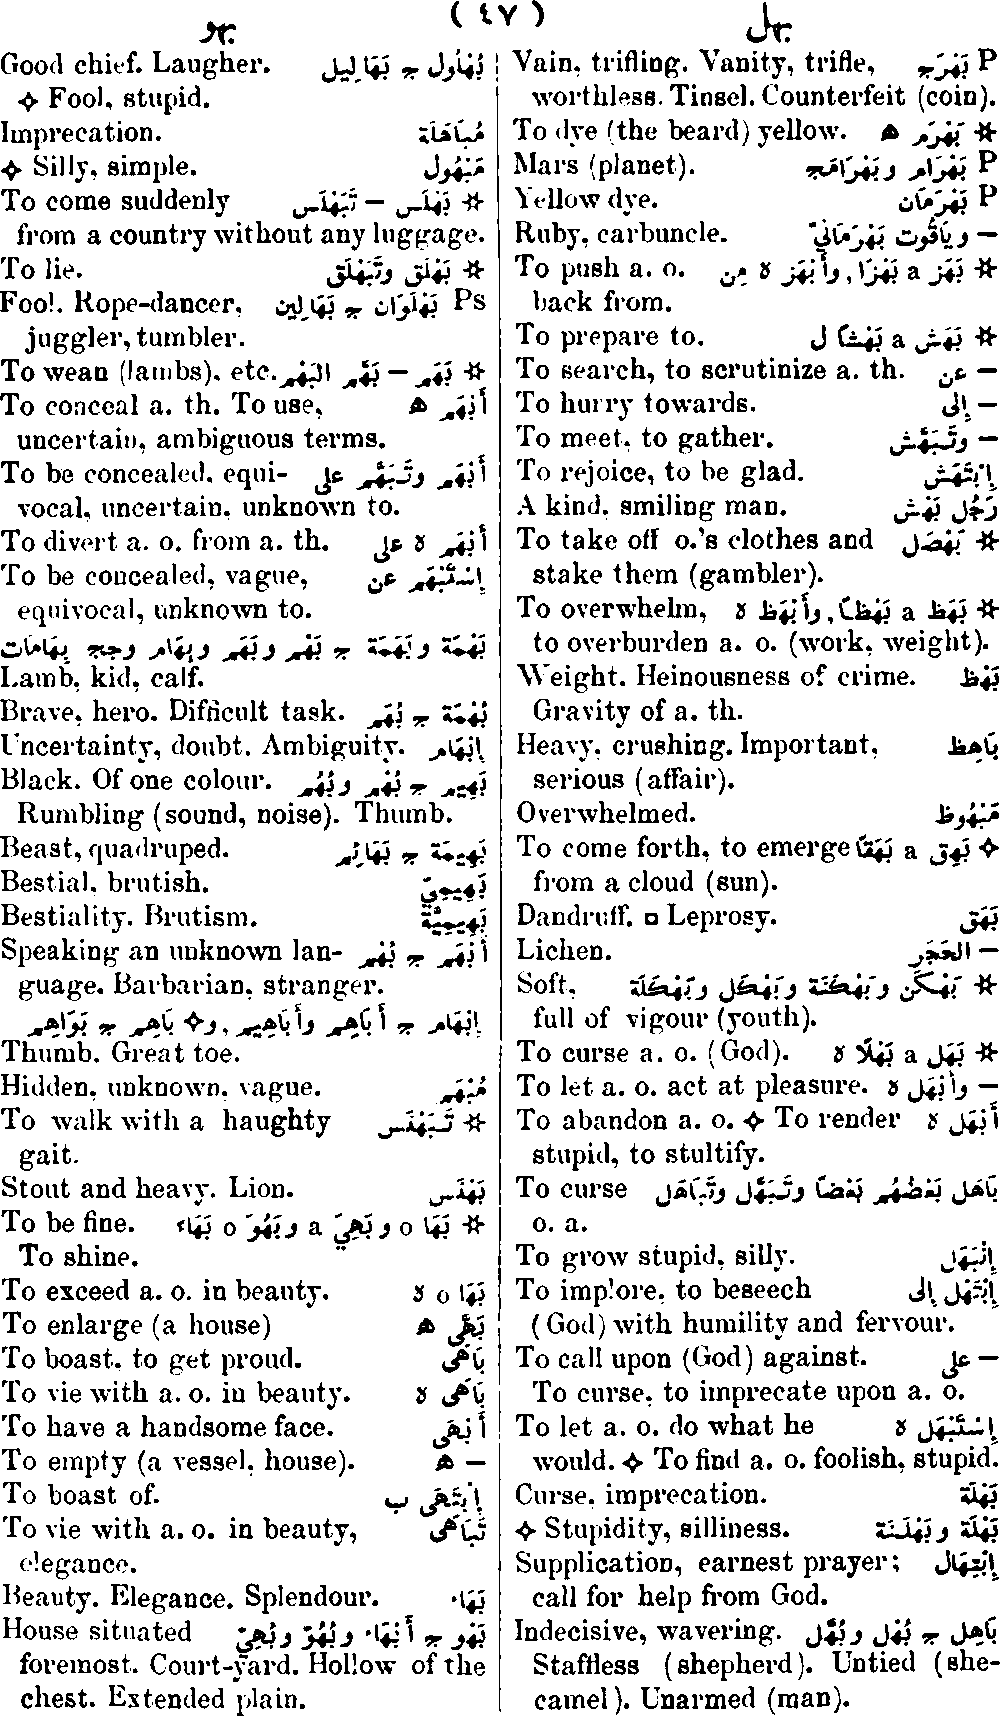 بهل ( ٤٧ ) بهو
Vain, trifling. Vanity, trifle, بَهْرَج P
worthless. Tinsel. Counterfeit (coin).
To dye (the beard) yellow. بَهْرَم ه ✲
Mars (planet). بَهْرَام وبَهْرَامَج P
Yellow dye. بَهْرَمَان P
Ruby, carbuncle. وِيَاقُوت بَهْرَمَانِيّ –
To push a. o. بَهَز a بَهْزًا, وأَبْهَز ه مِن ✲
back from.
To prepare to. بَهَش a بَهْشًا ل ✲
To search, to scrutinize a. th. عن –
To hurry towards. إِلى –
To meet, to gather. وتَبَهَّش –
To rejoice, to be glad. إِبْتَهَش
A kind, smiling man. رَجُل بَهْش
To take off o.'s clothes and بَهْصَل ✲
stake them (gambler).
To overwhelm, بَهَظ a بَهْظًا, وأَبْهَظ ه ✲
to overburden a. o. (work, weight).
Weight. Heinousness of crime. بَهْظ
Gravity of a. th.
Heavy, crushing. Important, بَاهِظ
serious (affair).
Overwhelmed. مَبْهُوظ
To come forth, to emerge بَهِق a بَهَقًا ✧
from a cloud (sun).
Dandruff. ▫ Leprosy. بَهَق
Lichen. الحَجَر –
Soft, بَهْكَن وبَهْكَنَة وبَهْكَل وبَهْكَلَة ✲
full of vigour (youth).
To curse a. o. (God). بَهَل a بَهْلًا ه ✲
To let a. o. act at pleasure. وأَبْهَل ه –
To abandon a. o. ✧ To render أَبْهَل ه
stupid, to stultify.
To curse بَاهَل بَعْضُهُم بَعْضًا وتَبَهَّل وتَبَاهَل
o. a.
To grow stupid, silly. إِنْبَهَل
To implore, to beseech إِبْتَهَل إِلى
(God) with humility and fervour.
To call upon (God) against. على –
To curse, to imprecate upon a. o.
To let a. o. do what he إِسْتَبْهَل ه
would. ✧ To find a. o. foolish, stupid.
Curse, imprecation. بَهْلَة
✧ Stupidity, silliness. بَهْلَة وبَهْلَنَة
Supplication, earnest prayer; إِبْتِهَال
call for help from God.
Indecisive, wavering. بَاهِل ج بُهْل وبُهَّل
Staffless (shepherd). Untied (she-
camel). Unarmed (man).
Good chief. Laugher. بُهْلُول ج بَهَالِيل
✧ Fool, stupid.
Imprecation. مُبَاهَلَة
✧ Silly, simple. مَبْهُول
To come suddenly بَهْلَس – تَبَهْلَس ✲
from a country without any luggage.
To lie. بَهْلَق وتَبَهْلَق ✲
Fool. Rope-dancer, بَهْلَوَان ج بَهَالِين Ps
juggler, tumbler.
To wean (lambs), etc. بَهَم – بَهَّم البَهْم ✲
To conceal a. th. To use, أَبْهَم ه
uncertain, ambiguous terms.
To be concealed, equi- أَبْهَم وتَبَهَّم على
vocal, uncertain, unknown to.
To divert a. o. from a. th. أَبْهَم ه على
To be concealed, vague, إِسْتَبْهَم عن
equivocal, unknown to.
بَهْمَة وبَهَمَة ج بَهْم وبَهَم وبِهَام وجج بِهَامَات
Lamb, kid, calf.
Brave, hero. Difficult task. بُهْمَة ج بُهَم
Uncertainty, doubt. Ambiguity. إِبْهَام
Black. Of one colour. بَهِيم ج بُهْم وبُهُم
Rumbling (sound, noise). Thumb.
Beast, quadruped. بَهِيمَة ج بَهَائِم
Bestial, brutish. بَهِيمِيّ
Bestiality. Brutism. بَهِيمِيَّة
Speaking an unknown lan- أَبْهَم ج بُهْم
guage. Barbarian, stranger.
إِبْهَام ج أَبَاهِم وأَبَاهِيم, و✧ بَاهِم ج بَوَاهِم
Thumb. Great toe.
Hidden, unknown, vague. مُبْهَم
To walk with a haughty تَبَهْنَس ✲
gait.
Stout and heavy. Lion. بَهْنَس
To be fine. بَهَا o وبَهِيَ a وبَهُوَ o بَهَاء ✲
To shine.
To exceed a. o. in beauty. بَهَا o ه
To enlarge (a house) بَهَّى ه
To boast, to get proud. بَاهَى
To vie with a. o. in beauty. بَاهَى ه
To have a handsome face. أَبْهَى
To empty (a vessel, house). ه –
To boast of. إِبْتَهَى ب
To vie with a. o. in beauty, تَبَاهَى
elegance.
Beauty. Elegance. Splendour. بَهَاء
House situated بَهْو ج أَبْهَاء وبُهُوّ وبُهِيّ
foremost. Court-yard. Hollow of the
chest. Extended plain.